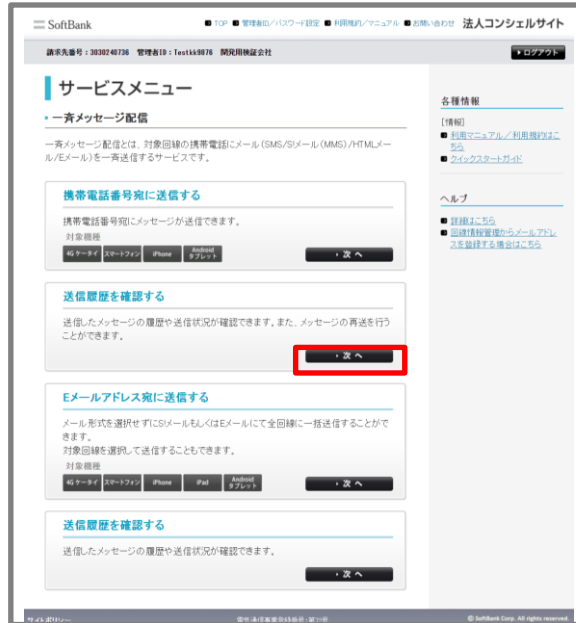 SoftBank
TOP 管理者ID/パスワード設定 利用規約/マニュアル お問い合わせ 法人コンシェルサイト
請求先番号:3030240736 管理者ID:Testkk9876 開発用検証会社
ログアウト
サービスメニュー
一斉メッセージ配信
一斉メッセージ配信とは、対象回線の携帯電話にメール(SMS/S!メール(MMS)/HTMLメー
ル/Eメール)を一斉送信するサービスです。
携帯電話番号宛に送信する
携帯電話番号宛にメッセージが送信できます。
対象機種
4G ケータイ スマートフォン iPhone Android タブレット
次 へ
送信履歴を確認する
送信したメッセージの履歴や送信状況が確認できます。また、メッセージの再送を行う
ことができます。
次 へ
Eメールアドレス宛に送信する
メール形式を選択せずにS!メールもしくはEメールにて全回線に一括送信することがで
きます。
対象回線を選択して送信することもできます。
対象機種
4G ケータイ スマートフォン iPhone iPad Android タブレット
次 へ
送信履歴を確認する
送信したメッセージの履歴や送信状況が確認できます。
次 へ
各種情報
[情報]
利用マニュアル/利用規約はこ
ちら
クイックスタートガイド
ヘルプ
詳細はこちら
回線情報管理からメールアドレ
スを登録する場合はこちら
サイトポリシー
© SoftBank Corp. All rights reserved.